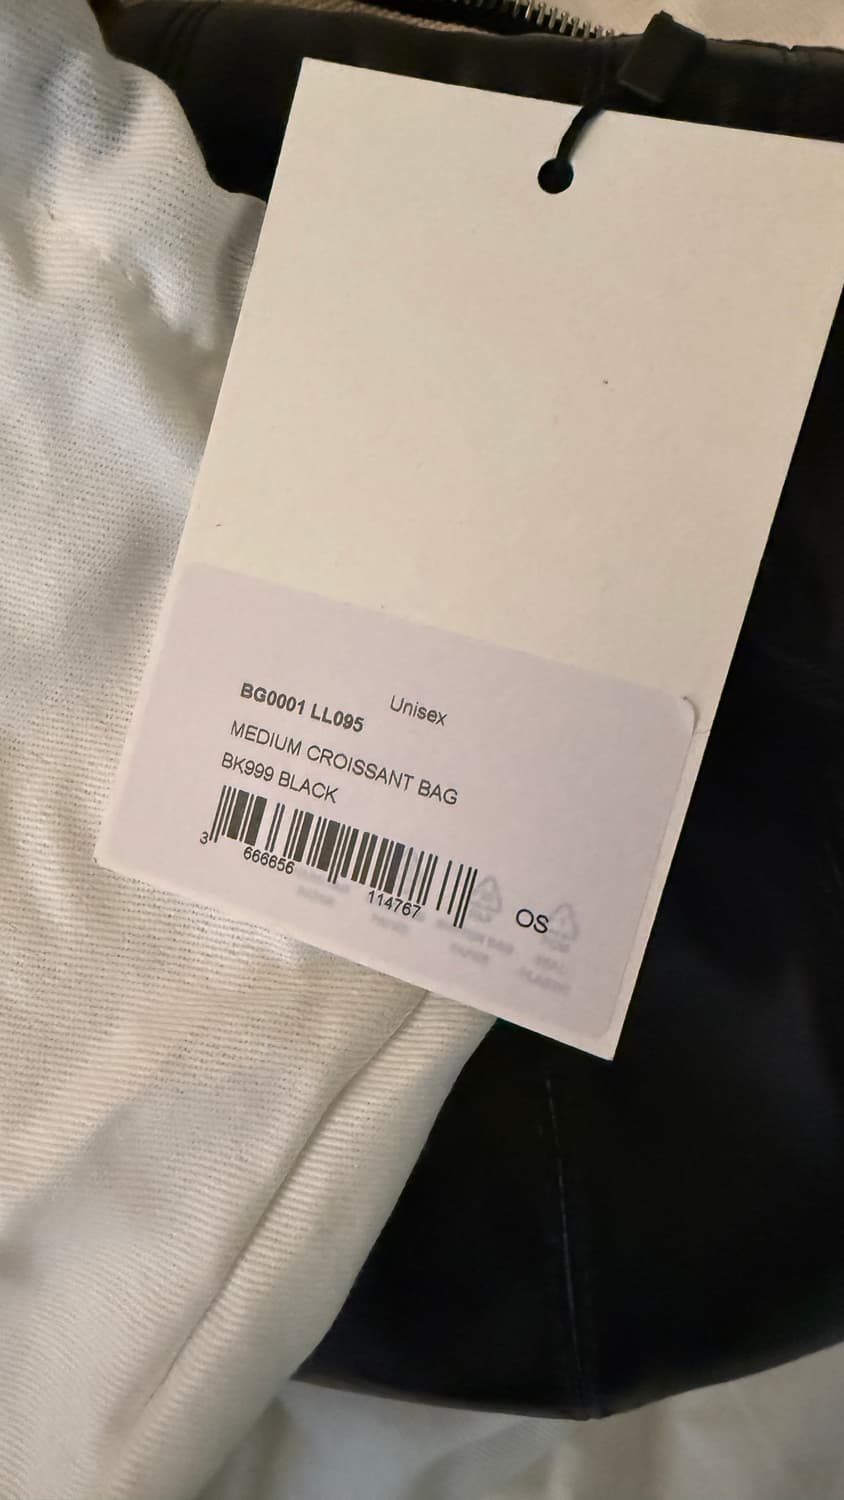 BG0001 LL095 Unisex
MEDIUM CROISSANT BAG
BK999 BLACK
3 666656 114767
OS